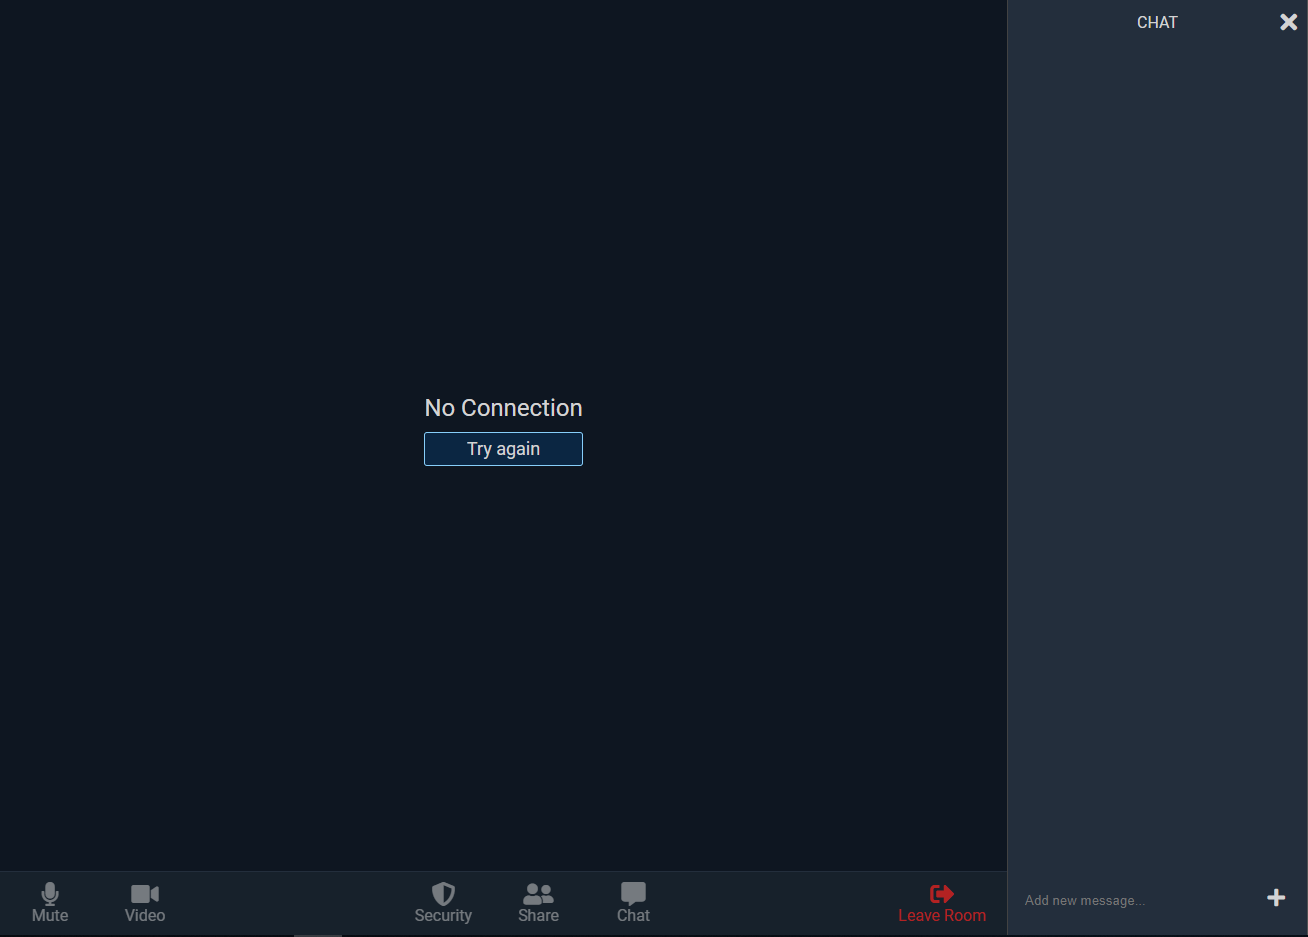 CHAT
No Connection
Try again
Mute
Video
Security
Share
Chat
Leave Room
Add new message...